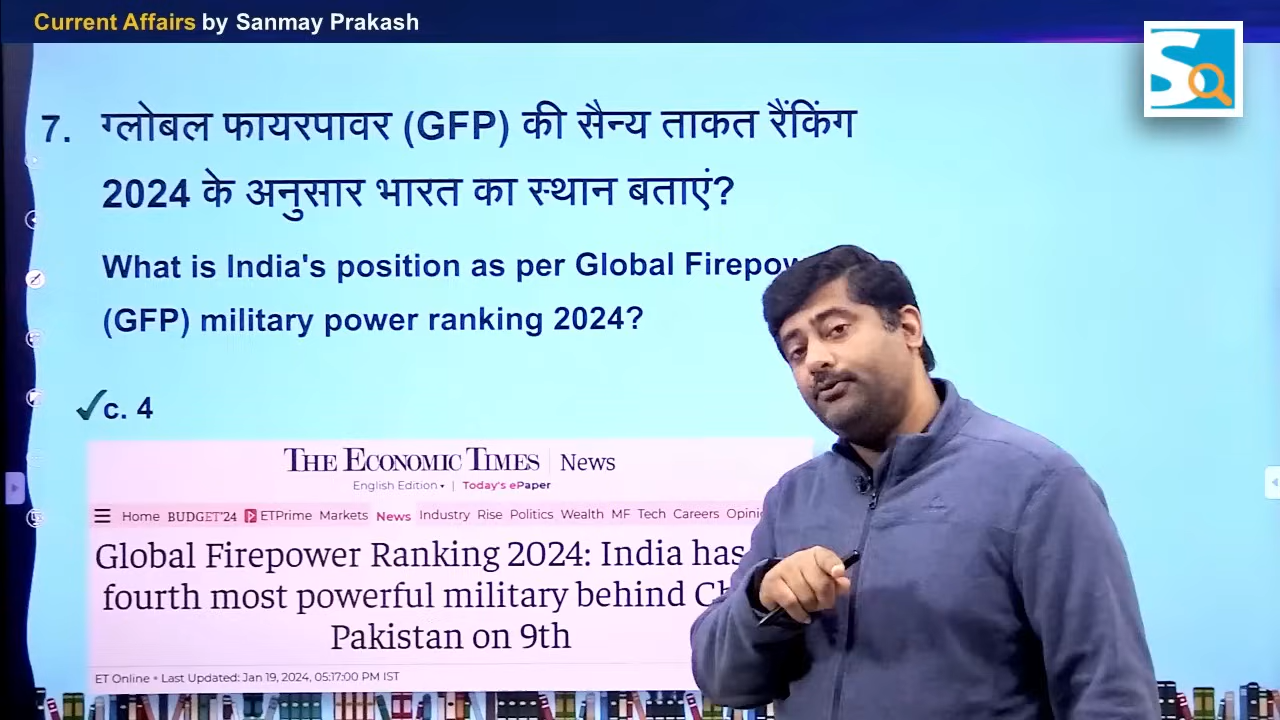 Current Affairs by Sanmay Prakash
7. ग्लोबल फायरपावर (GFP) की सैन्य ताकत रैंकिंग
2024 के अनुसार भारत का स्थान बताएं?
What is India's position as per Global
(GFP) military power ranking 2024?
✓c. 4
THE ECONOMIC TIMES | News
English Edition ▾ | Today's ePaper
☰ Home BUDGET'24 ETPrime Markets News Industry Rise Politics Wealth MF Tech Careers
Global Firepower Ranking 2024: India has
fourth most powerful military behind
Pakistan on 9th
ET Online • Last Updated: Jan 19, 2024, 05:17:00 PM IST